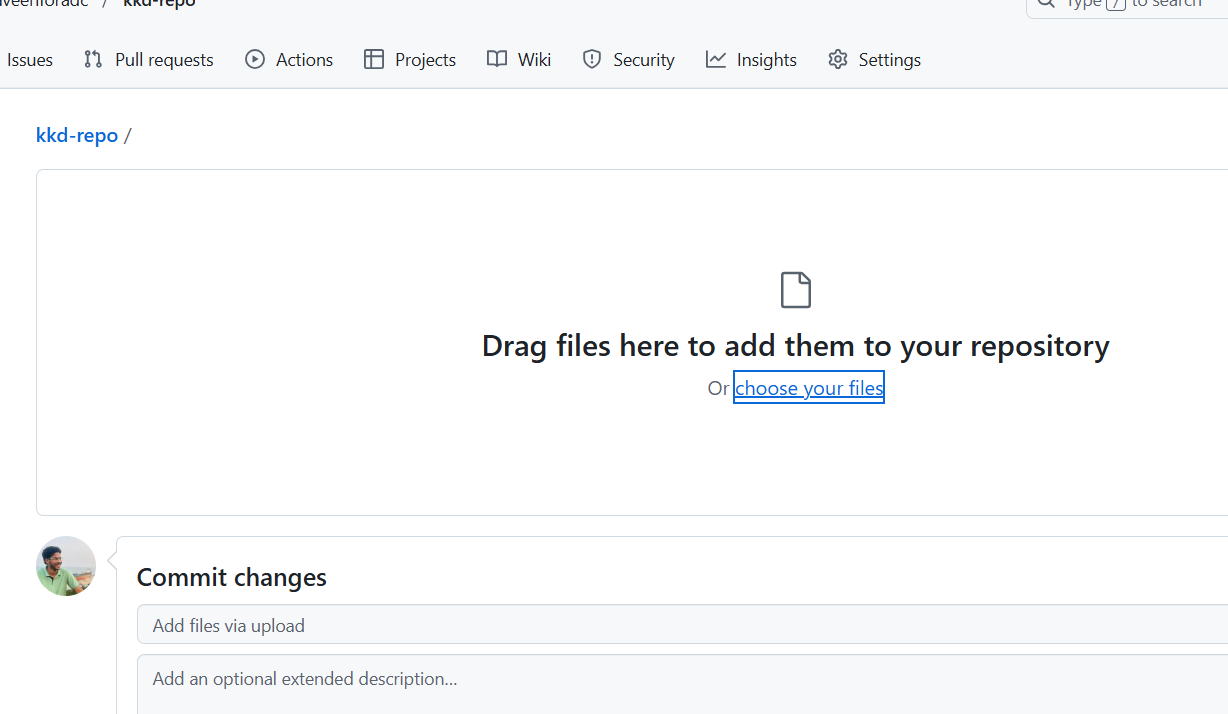 / kkd-repo
Type / to search
Issues Pull requests Actions Projects Wiki Security Insights Settings
kkd-repo /
Drag files here to add them to your repository
Or choose your files
Commit changes
Add files via upload
Add an optional extended description...